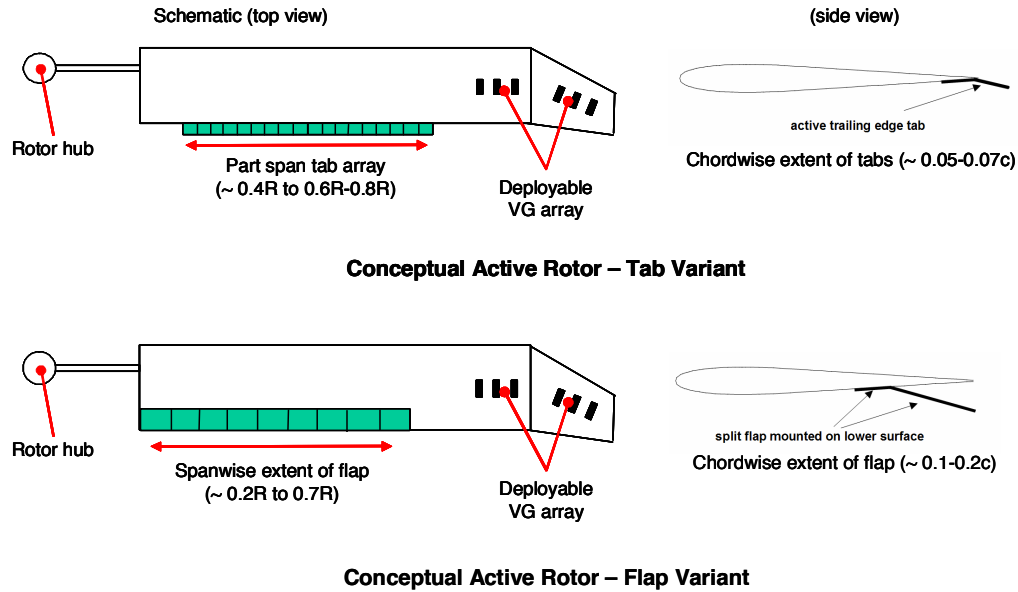 Schematic (top view)
(side view)
Rotor hub
Part span tab array
(~ 0.4R to 0.6R-0.8R)
Deployable
VG array
active trailing edge tab
Chordwise extent of tabs (~ 0.05-0.07c)
Conceptual Active Rotor – Tab Variant
Rotor hub
Spanwise extent of flap
(~ 0.2R to 0.7R)
Deployable
VG array
split flap mounted on lower surface
Chordwise extent of flap (~ 0.1-0.2c)
Conceptual Active Rotor – Flap Variant